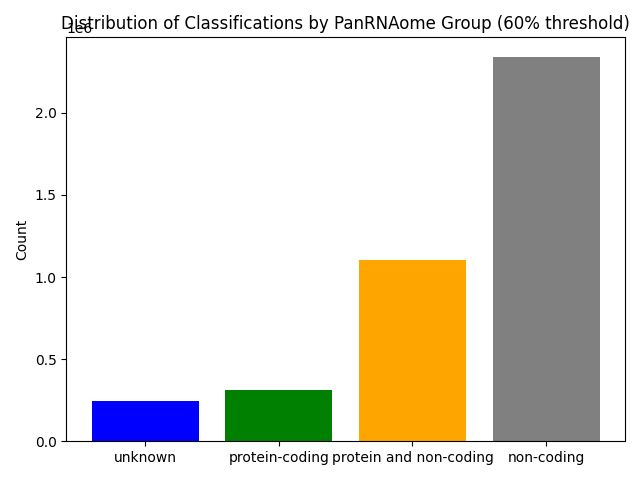 Distribution of Classifications by PanRNAome Group (60% threshold)
1e6
2.0
1.5
1.0
0.5
0.0
Count
unknown
protein-coding
protein and non-coding
non-coding